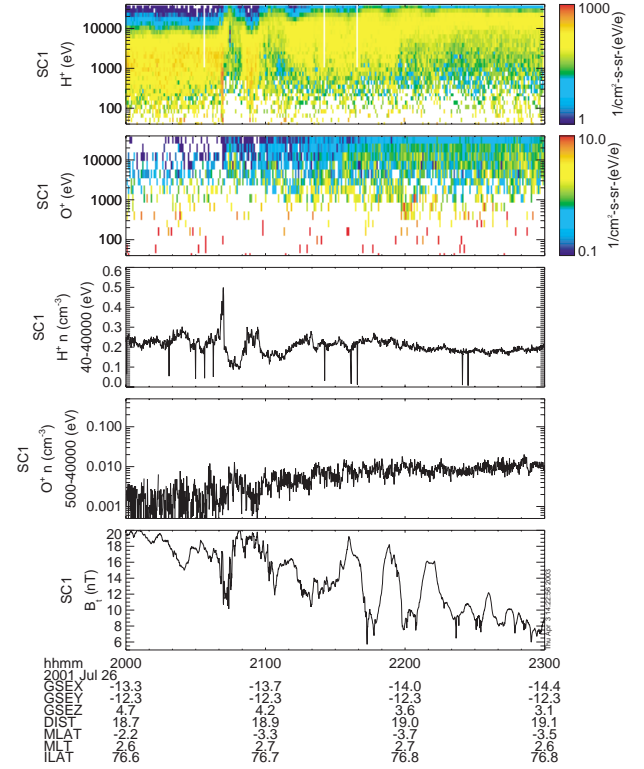 SC1
H⁺ (eV)
10000
1000
100
1000
1
1/cm²-s-sr-(eV/e)
SC1
O⁺ (eV)
10000
1000
100
10.0
0.1
1/cm²-s-sr-(eV/e)
SC1
H⁺ n (cm⁻³)
40-40000 (eV)
0.6
0.5
0.4
0.3
0.2
0.1
0.0
SC1
O⁺ n (cm⁻³)
500-40000 (eV)
0.100
0.010
0.001
SC1
Bt (nT)
20
18
16
14
12
10
8
6
Thu Apr 3 14:22:56 2003
hhmm 2000 2100 2200 2300
2001 Jul 26
GSEX -13.3 -13.7 -14.0 -14.4
GSEY -12.3 -12.3 -12.3 -12.3
GSEZ 4.7 4.2 3.6 3.1
DIST 18.7 18.9 19.0 19.1
MLAT -2.2 -3.3 -3.7 -3.5
MLT 2.6 2.7 2.7 2.6
ILAT 76.6 76.7 76.8 76.8